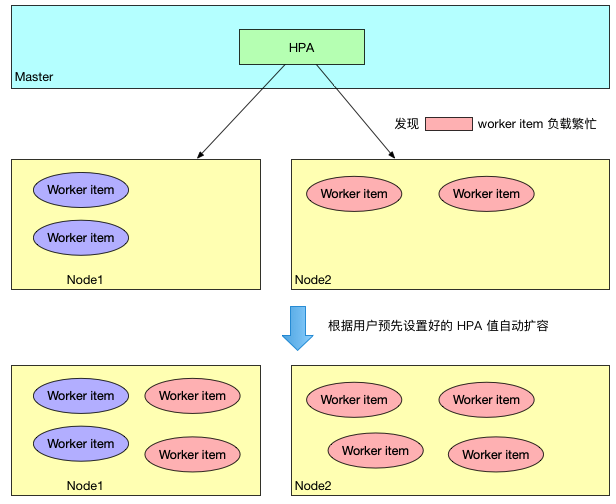 HPA
Master
发现 worker item 负载繁忙
Worker item
Worker item
Node1
Worker item Worker item
Node2
根据用户预先设置好的 HPA 值自动扩容
Worker item Worker item
Worker item Worker item
Node1
Worker item Worker item
Worker item Worker item
Node2